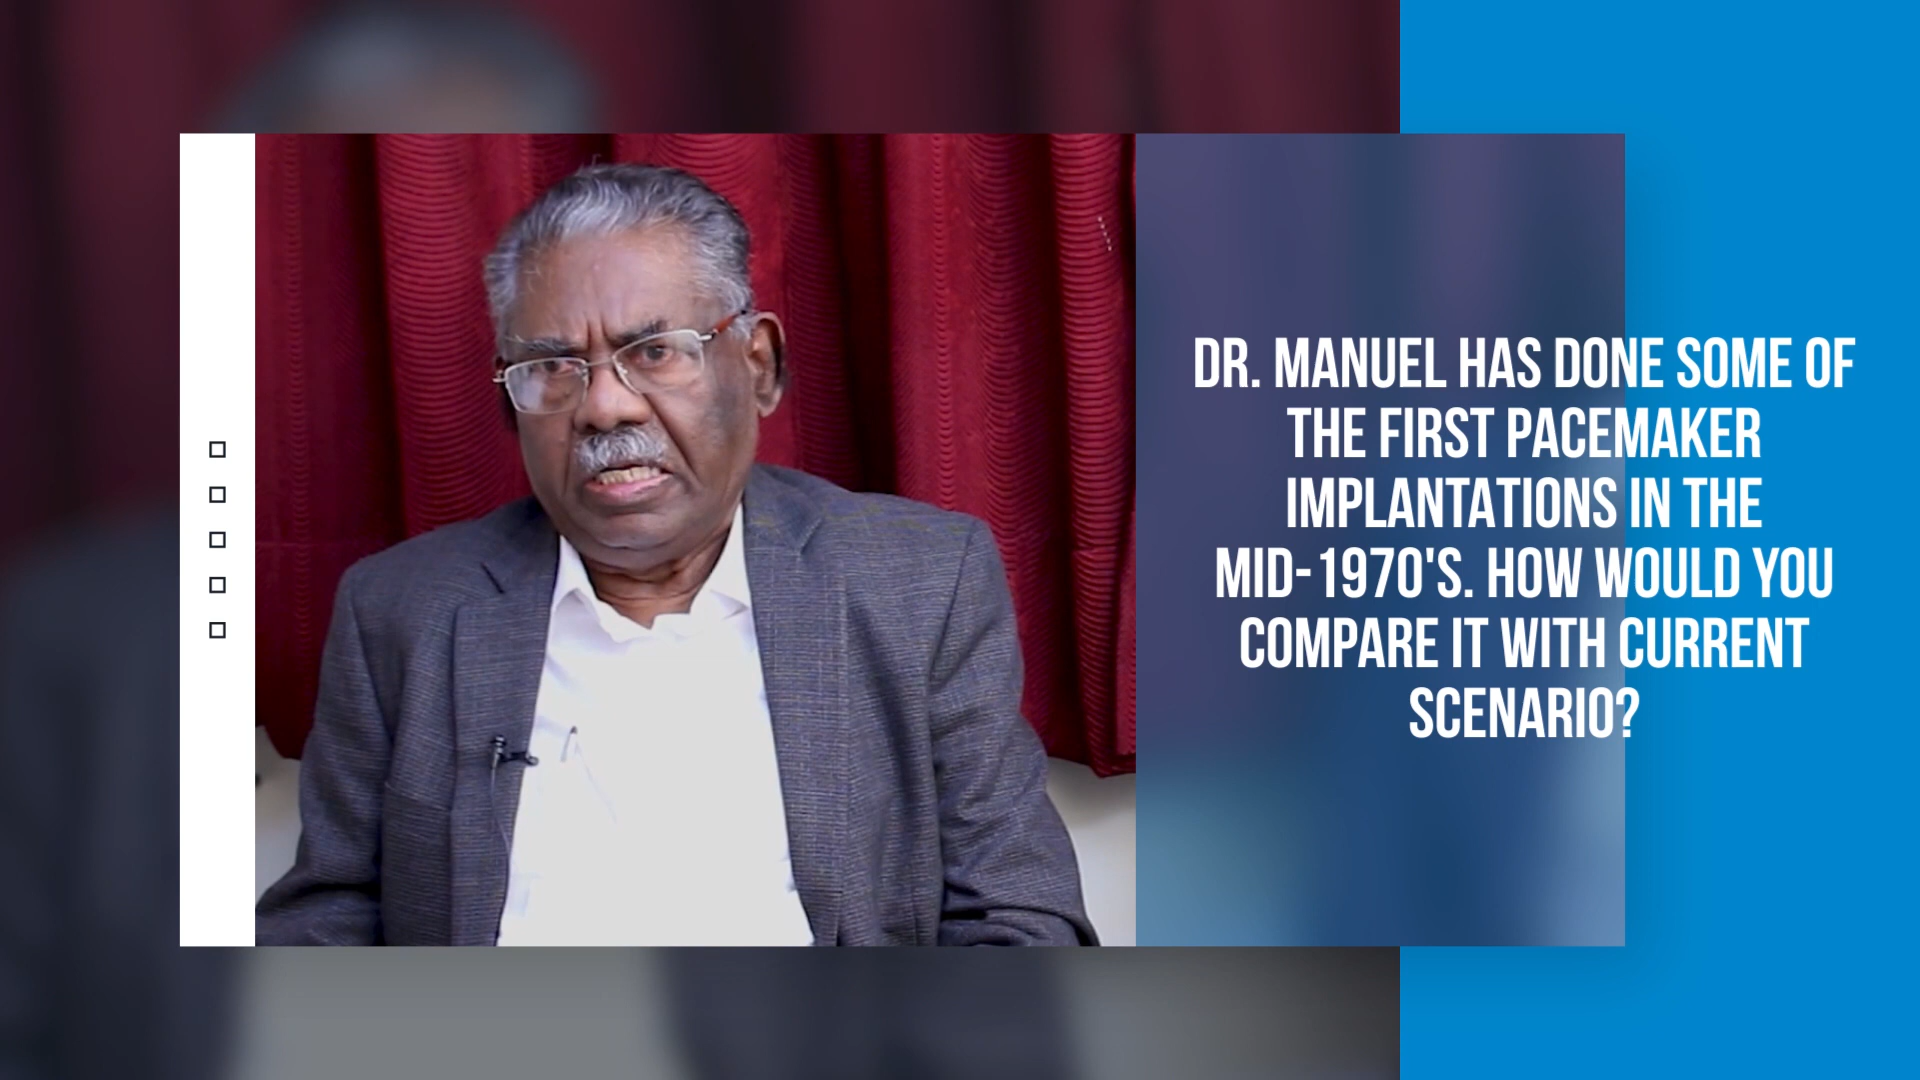 DR. MANUEL HAS DONE SOME OF
THE FIRST PACEMAKER
IMPLANTATIONS IN THE
MID-1970'S. HOW WOULD YOU
COMPARE IT WITH CURRENT
SCENARIO?